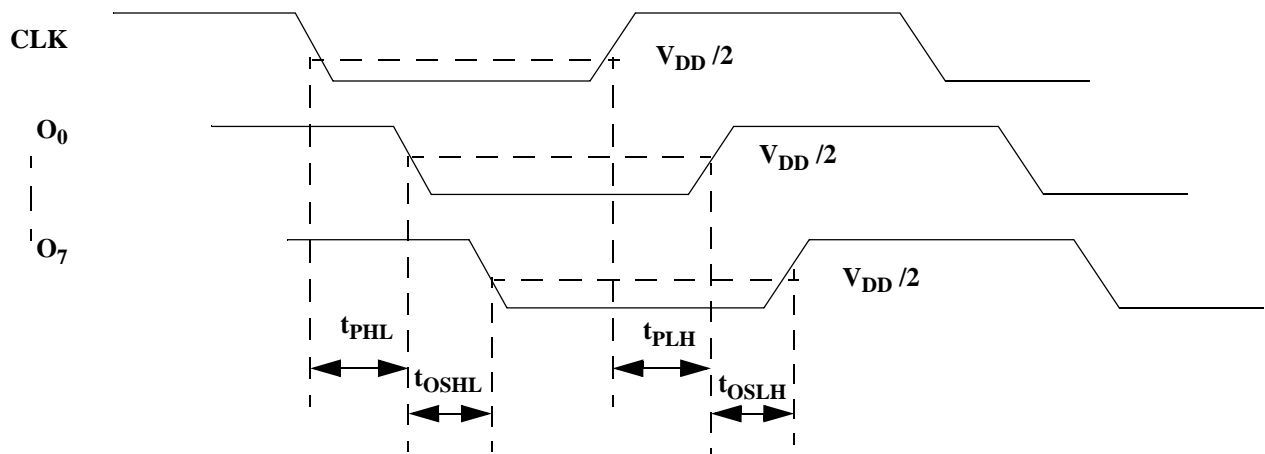 CLK
V_DD /2
O_0
V_DD /2
O_7
V_DD /2
t_PHL
t_PLH
t_OSHL
t_OSLH